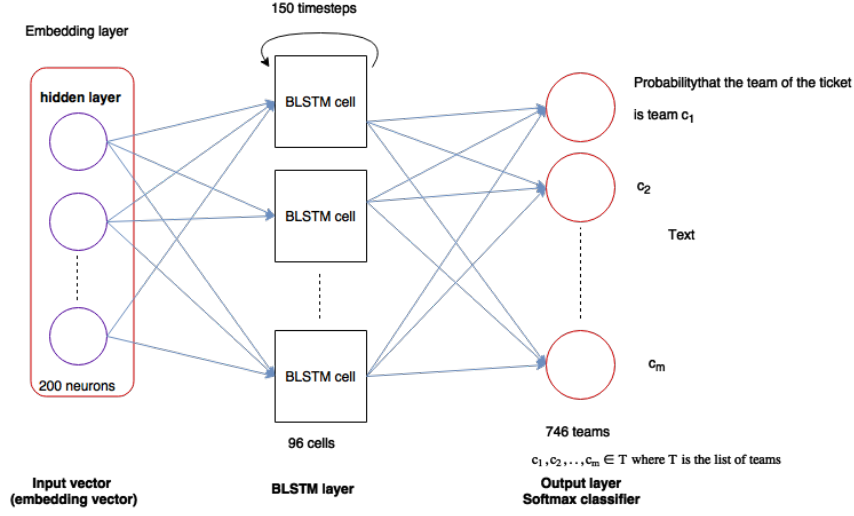 150 timesteps
Embedding layer
hidden layer
BLSTM cell
Probabilitythat the team of the ticket
is team c₁
BLSTM cell
c₂
Text
BLSTM cell
cₘ
200 neurons
96 cells
746 teams
c₁,c₂,..,cₘ ∈ T where T is the list of teams
Input vector
(embedding vector)
BLSTM layer
Output layer
Softmax classifier